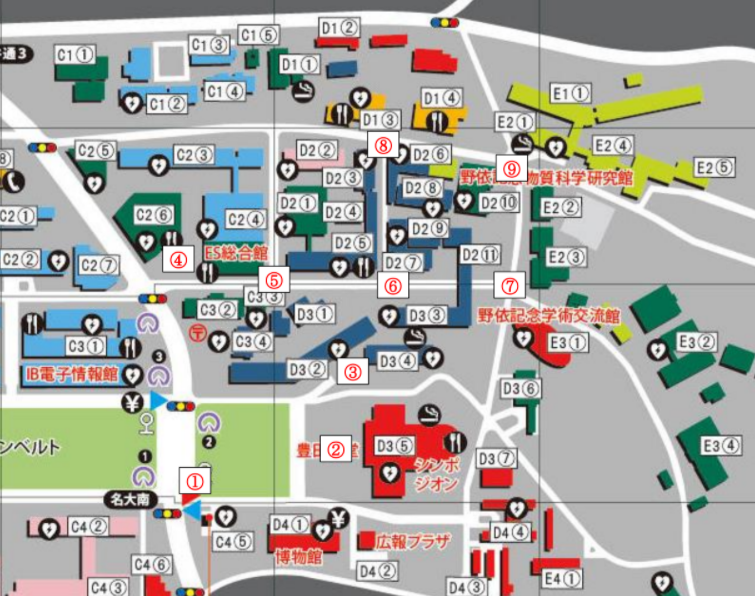 通3
C1①
C1③
C1⑤
D1①
D1②
C1②
C1④
D1③
D1④
E1①
E2①
E2④
E2⑤
⑧
⑨
C2⑤
C2③
D2②
D2⑥
D2③
D2⑧
野依記念物質科学研究館
D2①
D2④
D2⑩
E2②
C2①
C2⑥
C2④
D2⑤
D2⑨
D2⑪
E2③
C2②
C2⑦
④
ES総合館
D2⑦
⑤
⑥
⑦
C3②
C3③
D3①
D3③
野依記念学術交流館
C3①
C3④
E3①
E3②
IB電子情報館
3
D3②
③
D3④
D3⑥
¥
2
ンベルト
1
豊田
②
堂
D3⑤
シンポ
ジオン
D3⑦
E3④
名大南
①
C4②
C4⑤
D4①
¥
博物館
広報プラザ
D4④
C4③
C4⑥
D4②
D4③
E4①